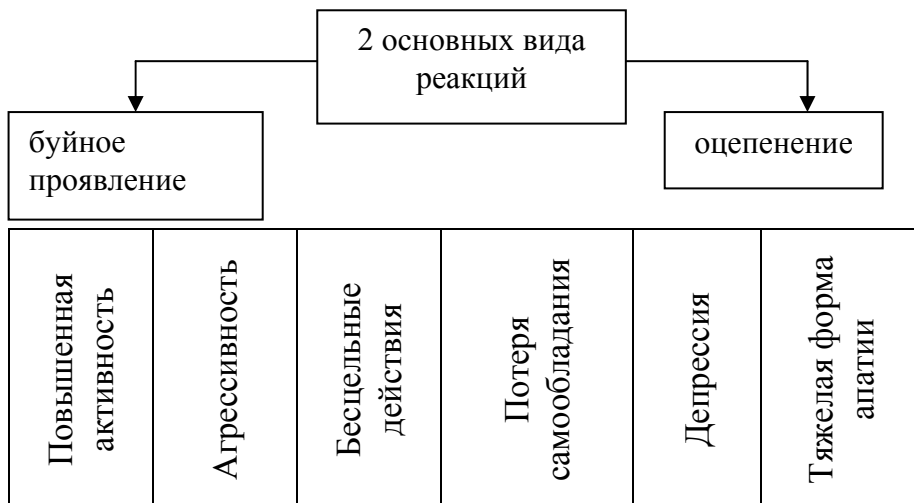 2 основных вида
реакций
буйное
проявление
оцепенение
Повышенная
активность
Агрессивность
Бесцельные
действия
Потеря
самообладания
Депрессия
Тяжелая форма
апатии